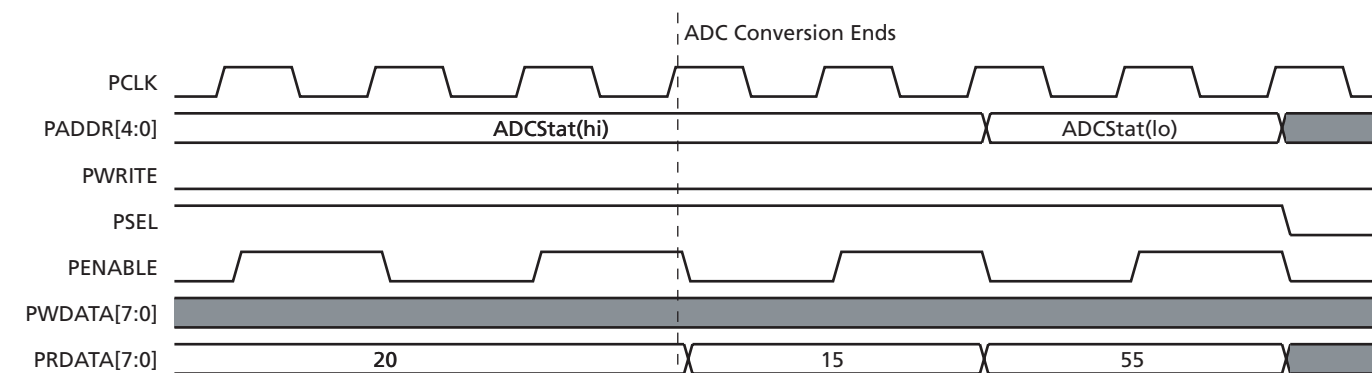 ADC Conversion Ends
PCLK
PADDR[4:0] ADCStat(hi) ADCStat(lo)
PWRITE
PSEL
PENABLE
PWDATA[7:0]
PRDATA[7:0] 20 15 55